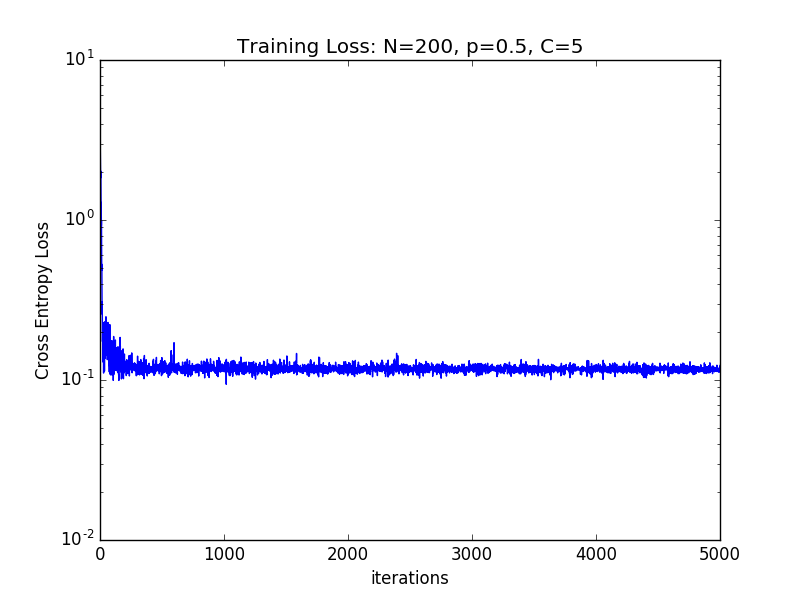 Training Loss: N=200, p=0.5, C=5
Cross Entropy Loss
10^1
10^0
10^-1
10^-2
0 1000 2000 3000 4000 5000
iterations